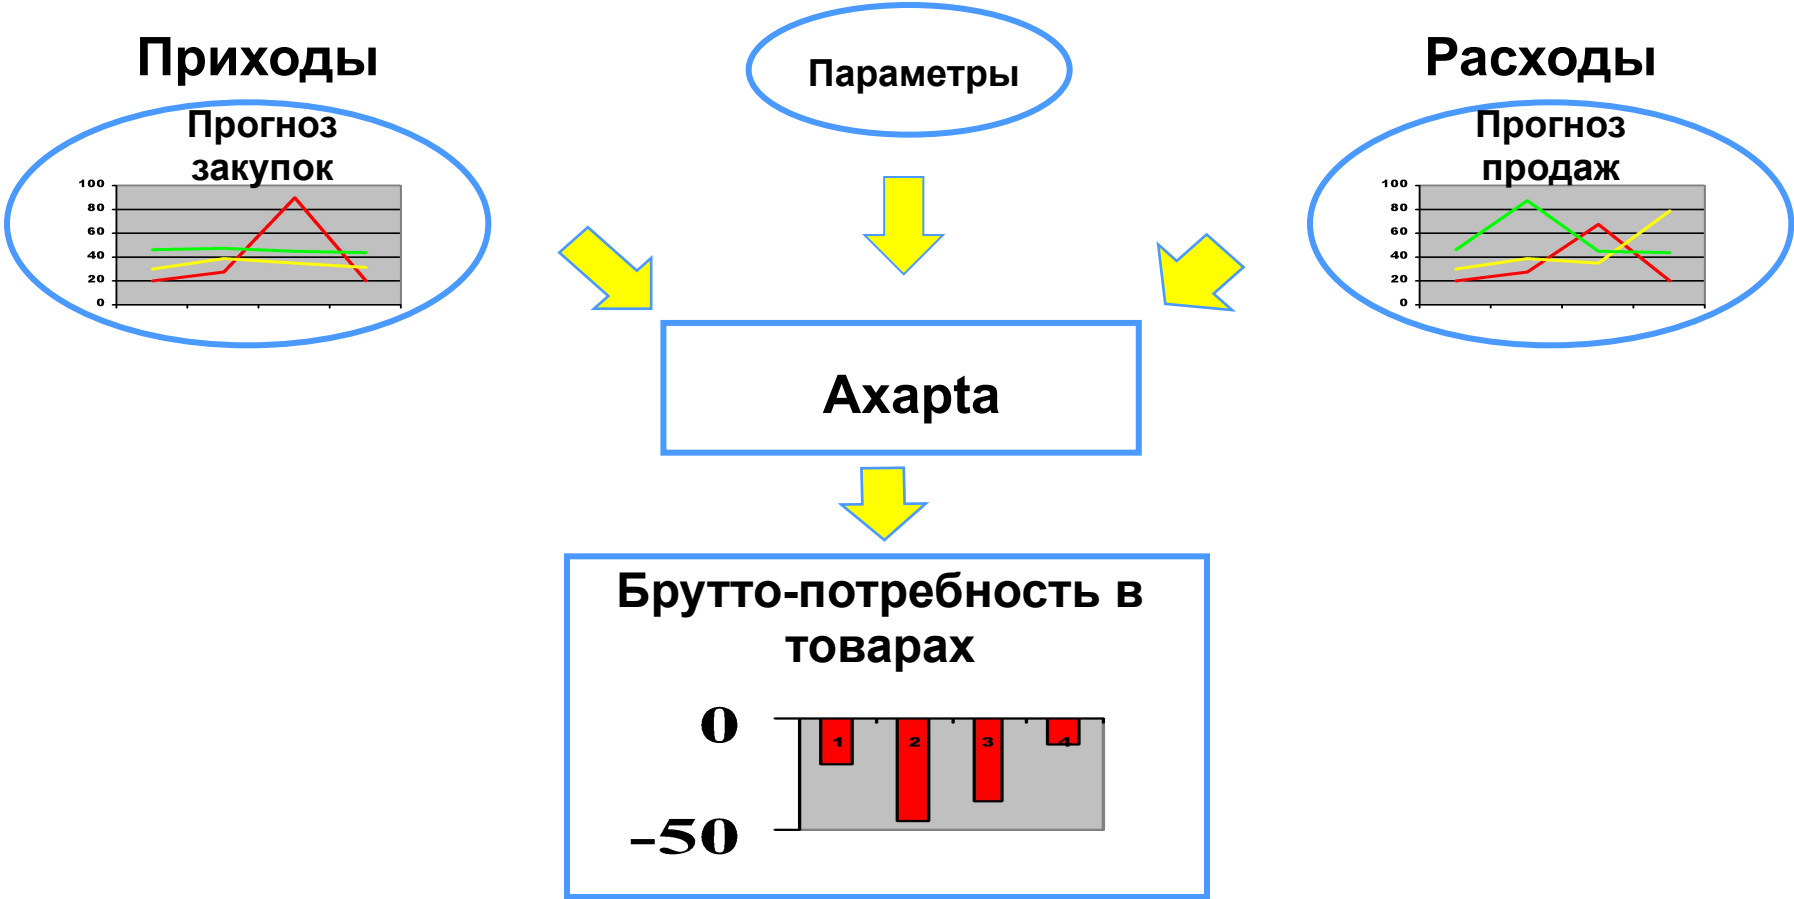 Приходы
Параметры
Расходы
Прогноз
закупок
100
80
60
40
20
0
Прогноз
продаж
100
80
60
40
20
0
Axapta
Брутто-потребность в
товарах
0
-50
1
2
3
4